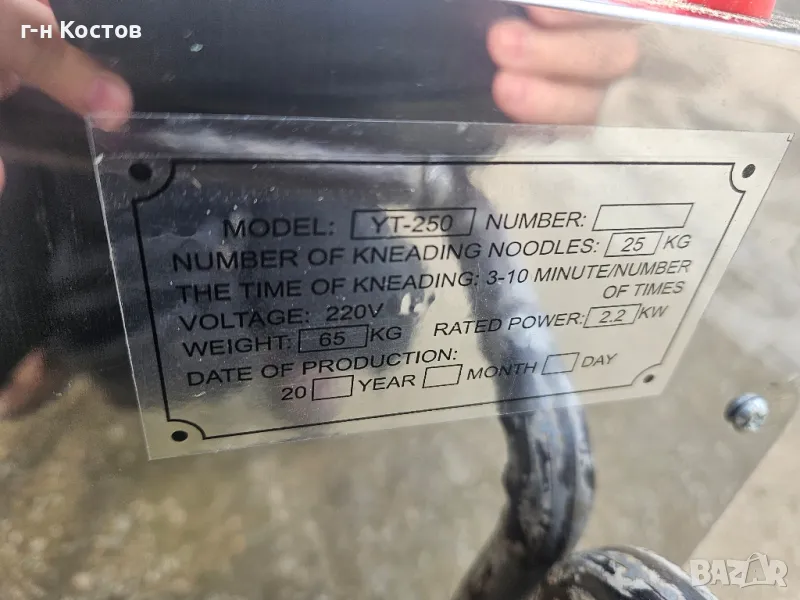 г-н Костов
MODEL: YT-250 NUMBER:
NUMBER OF KNEADING NOODLES: 25 KG
THE TIME OF KNEADING: 3-10 MINUTE/NUMBER
OF TIMES
VOLTAGE: 220V
WEIGHT: 65 KG RATED POWER: 2.2 KW
DATE OF PRODUCTION:
20 YEAR MONTH DAY
BAZAR